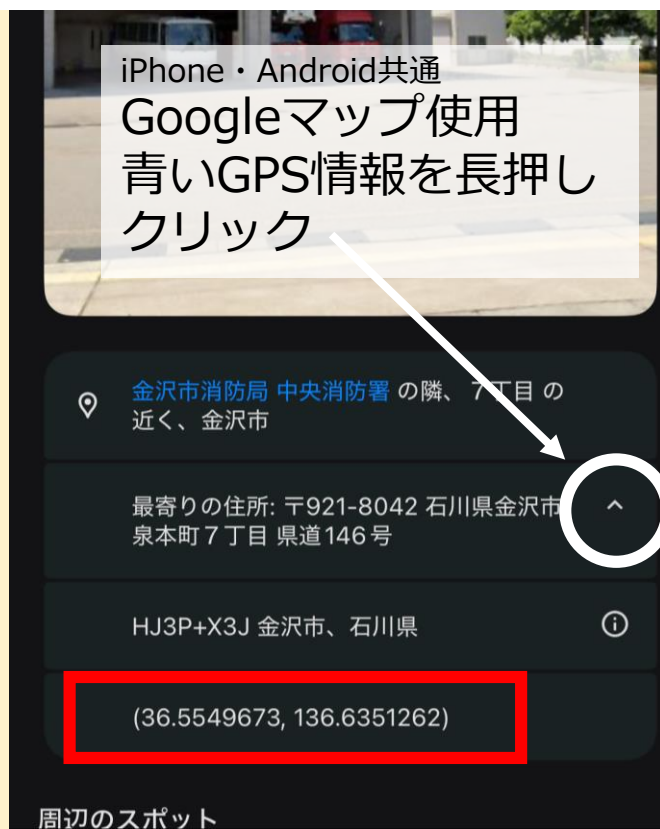 iPhone・Android共通
Googleマップ使用
青いGPS情報を長押し
クリック
金沢市消防局 中央消防署 の隣、 7丁目 の
近く、金沢市
最寄りの住所: 〒921-8042 石川県金沢市
泉本町７丁目 県道146号
HJ3P+X3J 金沢市、石川県
(36.5549673, 136.6351262)
周辺のスポット